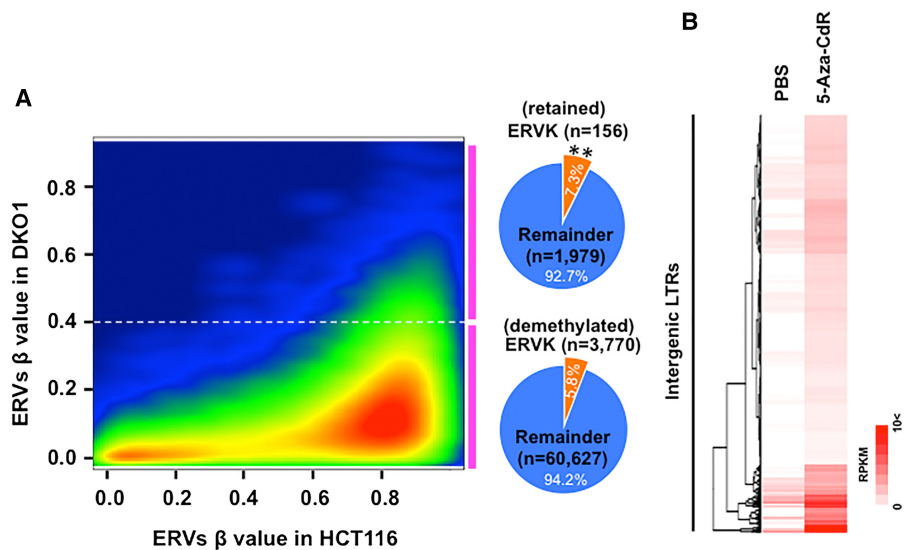 A
ERVs β value in DKO1
0.8
0.6
0.4
0.2
0.0
0.0 0.2 0.4 0.6 0.8
ERVs β value in HCT116
(retained)
ERVK (n=156)
**
7.3%
Remainder
(n=1,979)
92.7%
(demethylated)
ERVK (n=3,770)
5.8%
Remainder
(n=60,627)
94.2%
B
PBS
5-Aza-CdR
Intergenic LTRs
10<
RPKM
0